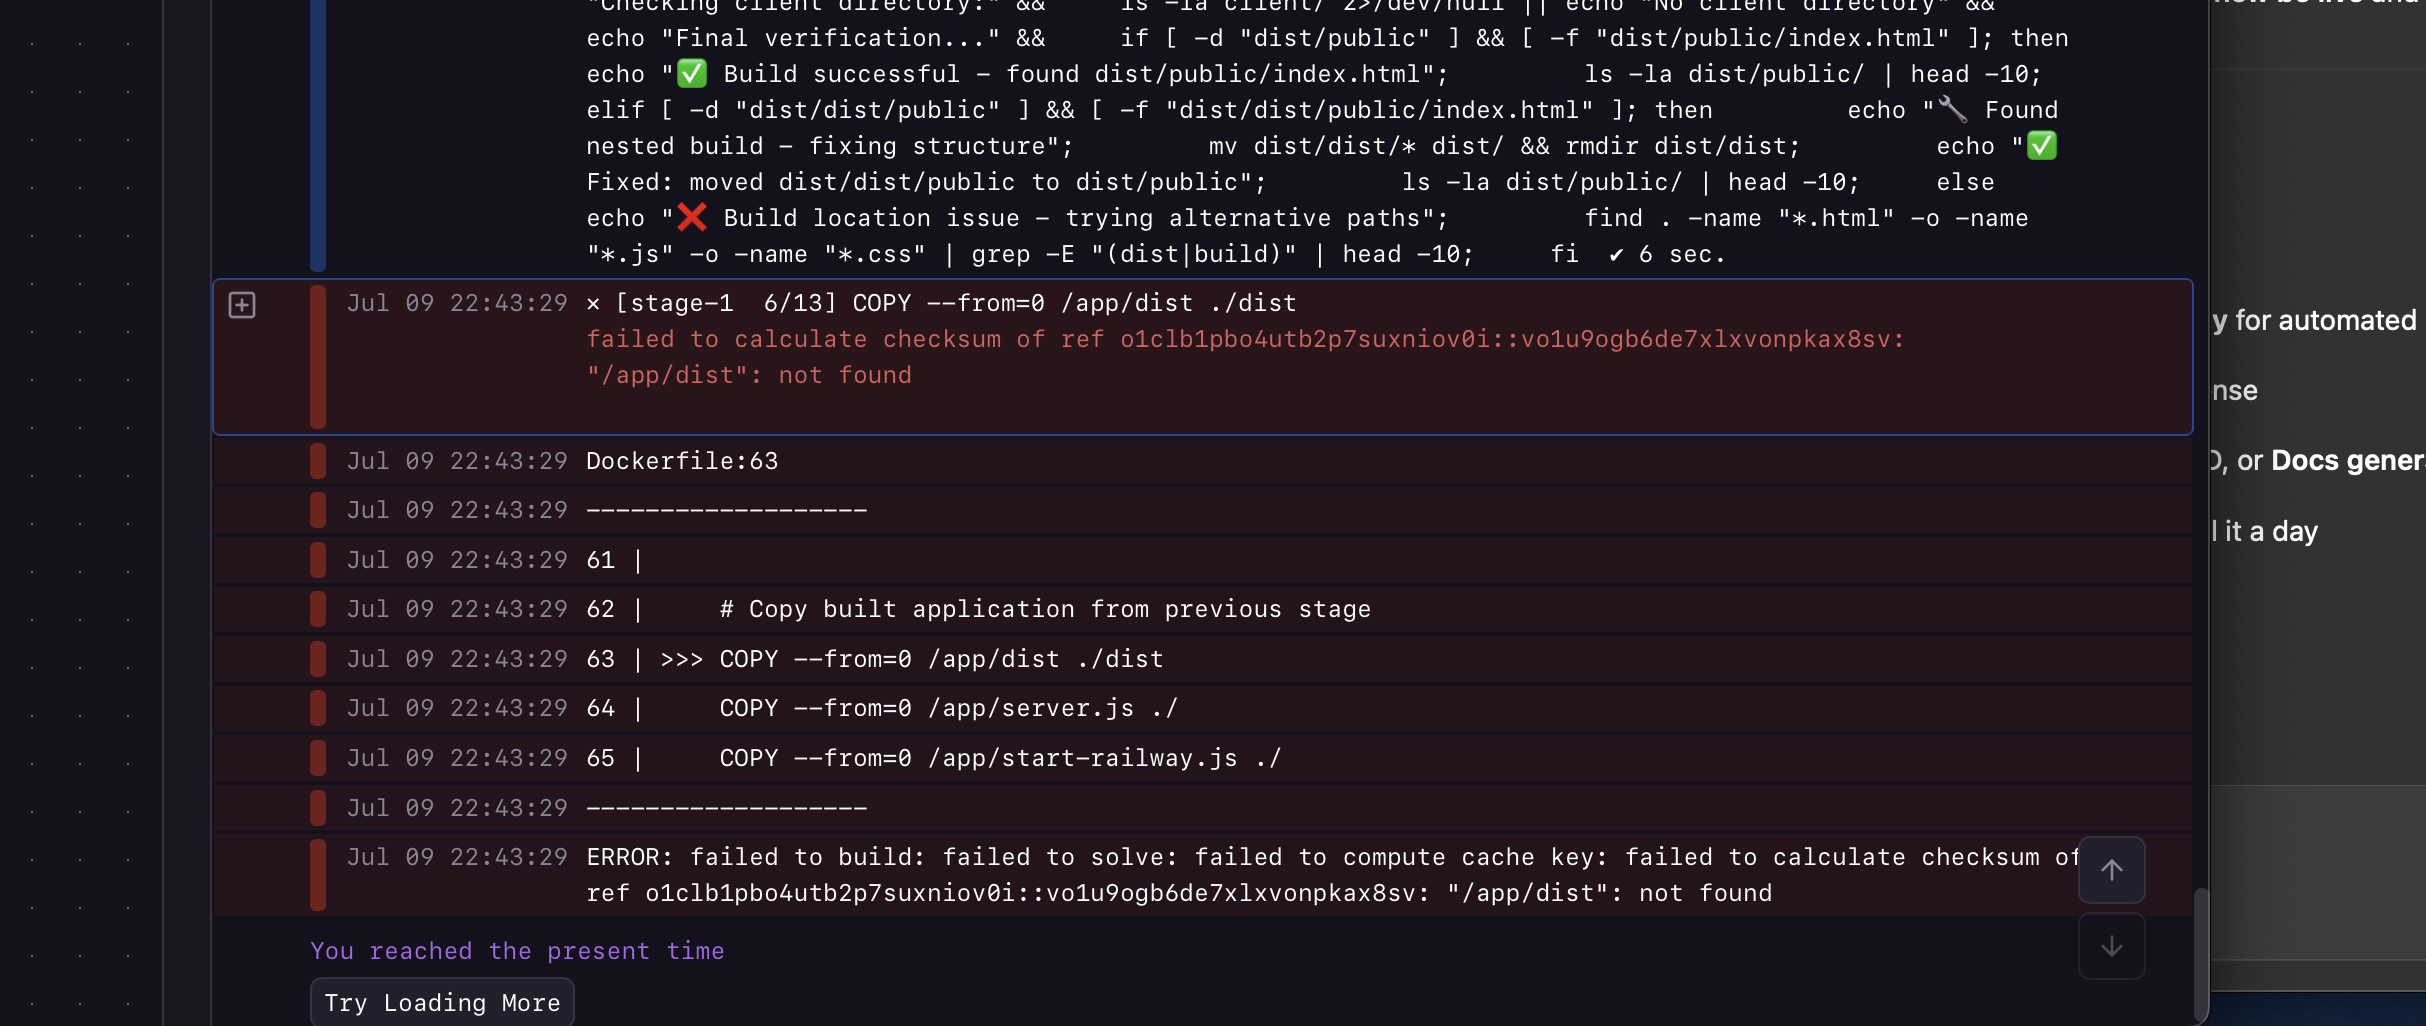 "Checking client directory:" &&     ls -la client/ 2>/dev/null || echo "No client directory" &&
echo "Final verification..." &&     if [ -d "dist/public" ] && [ -f "dist/public/index.html" ]; then
echo "✅ Build successful - found dist/public/index.html";         ls -la dist/public/ | head -10;
elif [ -d "dist/dist/public" ] && [ -f "dist/dist/public/index.html" ]; then         echo "🔧 Found
nested build - fixing structure";         mv dist/dist/* dist/ && rmdir dist/dist;         echo "✅
Fixed: moved dist/dist/public to dist/public";         ls -la dist/public/ | head -10;     else
echo "❌ Build location issue - trying alternative paths";         find . -name "*.html" -o -name
"*.js" -o -name "*.css" | grep -E "(dist|build)" | head -10;     fi  ✔ 6 sec.
Jul 09 22:43:29 × [stage-1  6/13] COPY --from=0 /app/dist ./dist
failed to calculate checksum of ref o1clb1pbo4utb2p7suxniov0i::vo1u9ogb6de7xlxvonpkax8sv:
"/app/dist": not found
Jul 09 22:43:29 Dockerfile:63
Jul 09 22:43:29 -------------------
Jul 09 22:43:29 61 |
Jul 09 22:43:29 62 |     # Copy built application from previous stage
Jul 09 22:43:29 63 | >>> COPY --from=0 /app/dist ./dist
Jul 09 22:43:29 64 |     COPY --from=0 /app/server.js ./
Jul 09 22:43:29 65 |     COPY --from=0 /app/start-railway.js ./
Jul 09 22:43:29 -------------------
Jul 09 22:43:29 ERROR: failed to build: failed to solve: failed to compute cache key: failed to calculate checksum of
ref o1clb1pbo4utb2p7suxniov0i::vo1u9ogb6de7xlxvonpkax8sv: "/app/dist": not found
You reached the present time
Try Loading More
y for automated
nse
, or Docs gener
l it a day